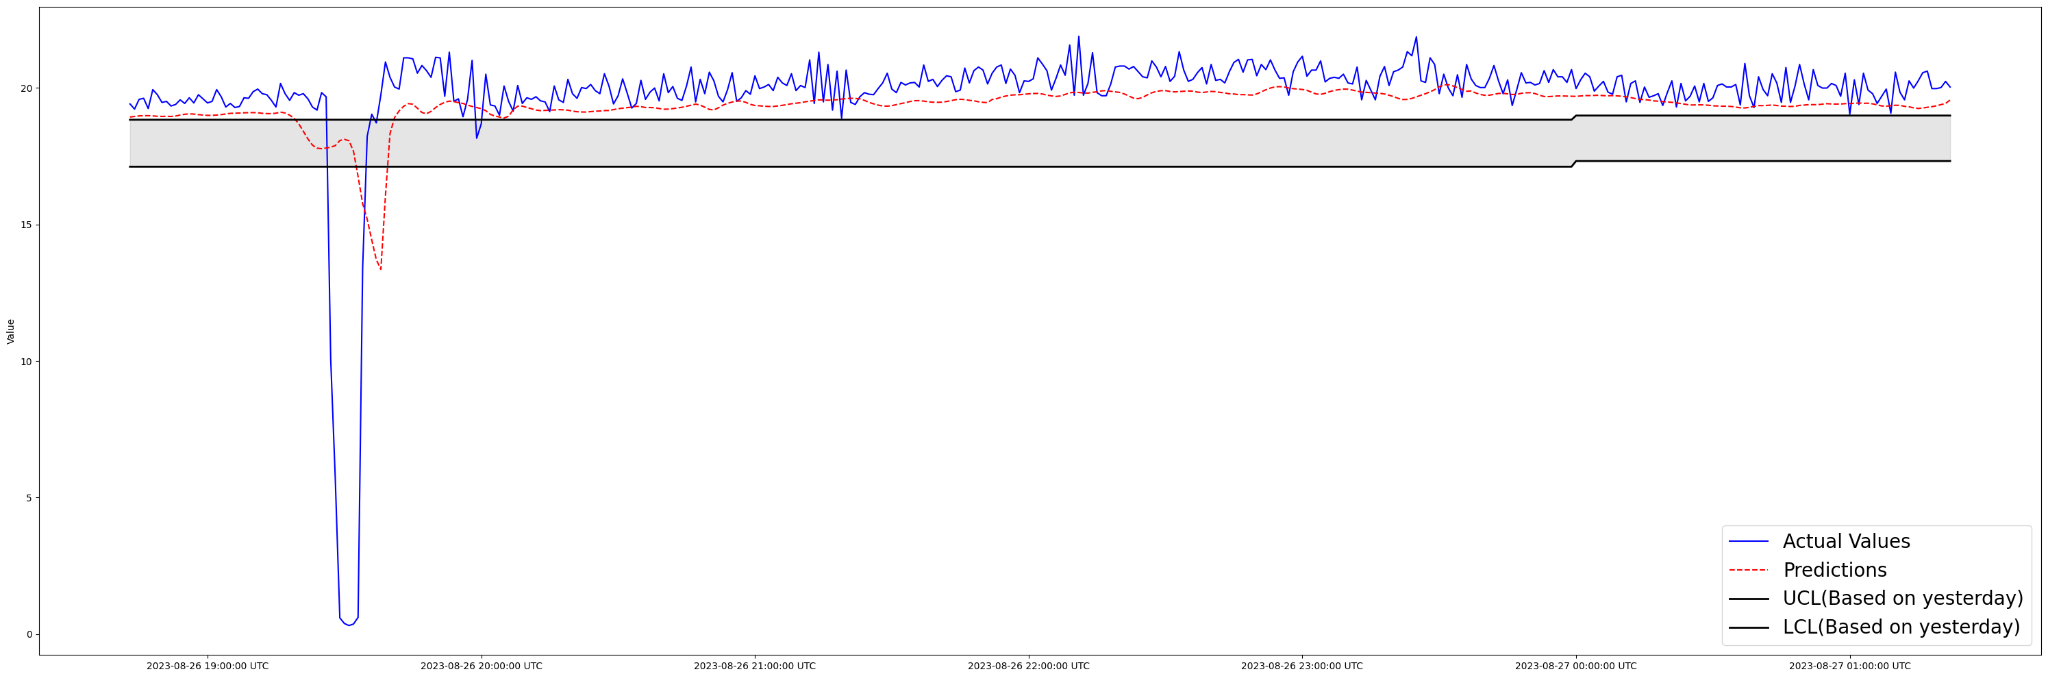 20
15
10
5
0
Value
2023-08-26 19:00:00 UTC
2023-08-26 20:00:00 UTC
2023-08-26 21:00:00 UTC
2023-08-26 22:00:00 UTC
2023-08-26 23:00:00 UTC
2023-08-27 00:00:00 UTC
2023-08-27 01:00:00 UTC
Actual Values
Predictions
UCL(Based on yesterday)
LCL(Based on yesterday)